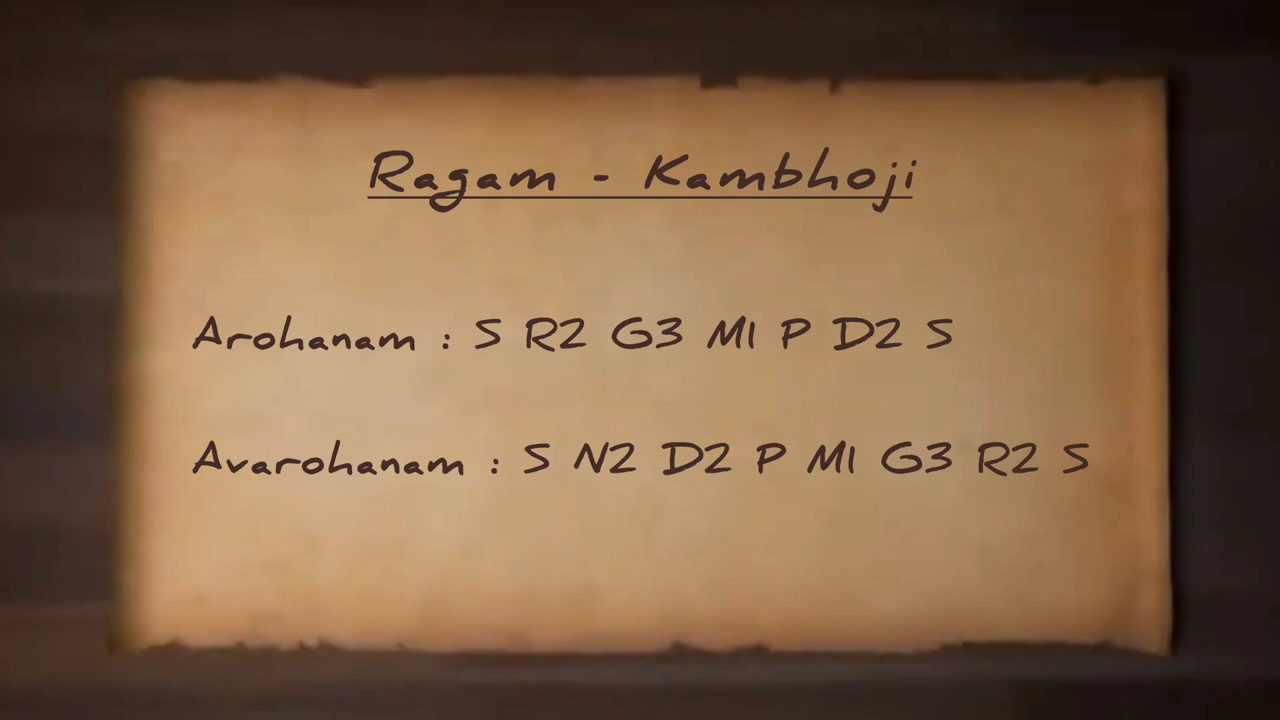 Ragam - Kambhoji
Arohanam : S R2 G3 M1 P D2 S
Avarohanam : S N2 D2 P M1 G3 R2 S